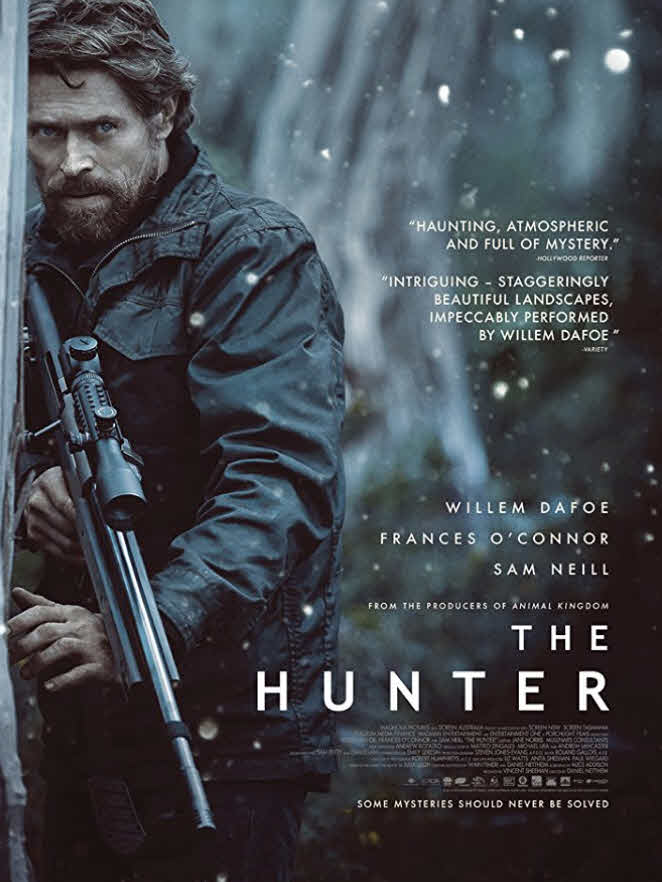 “HAUNTING, ATMOSPHERIC
AND FULL OF MYSTERY.”
-HOLLYWOOD REPORTER
“INTRIGUING – STAGGERINGLY
BEAUTIFUL LANDSCAPES,
IMPECCABLY PERFORMED
BY WILLEM DAFOE”
-VARIETY
WILLEM DAFOE
FRANCES O’CONNOR
SAM NEILL
FROM THE PRODUCERS OF ANIMAL KINGDOM
THE
HUNTER
SOME MYSTERIES SHOULD NEVER BE SOLVED